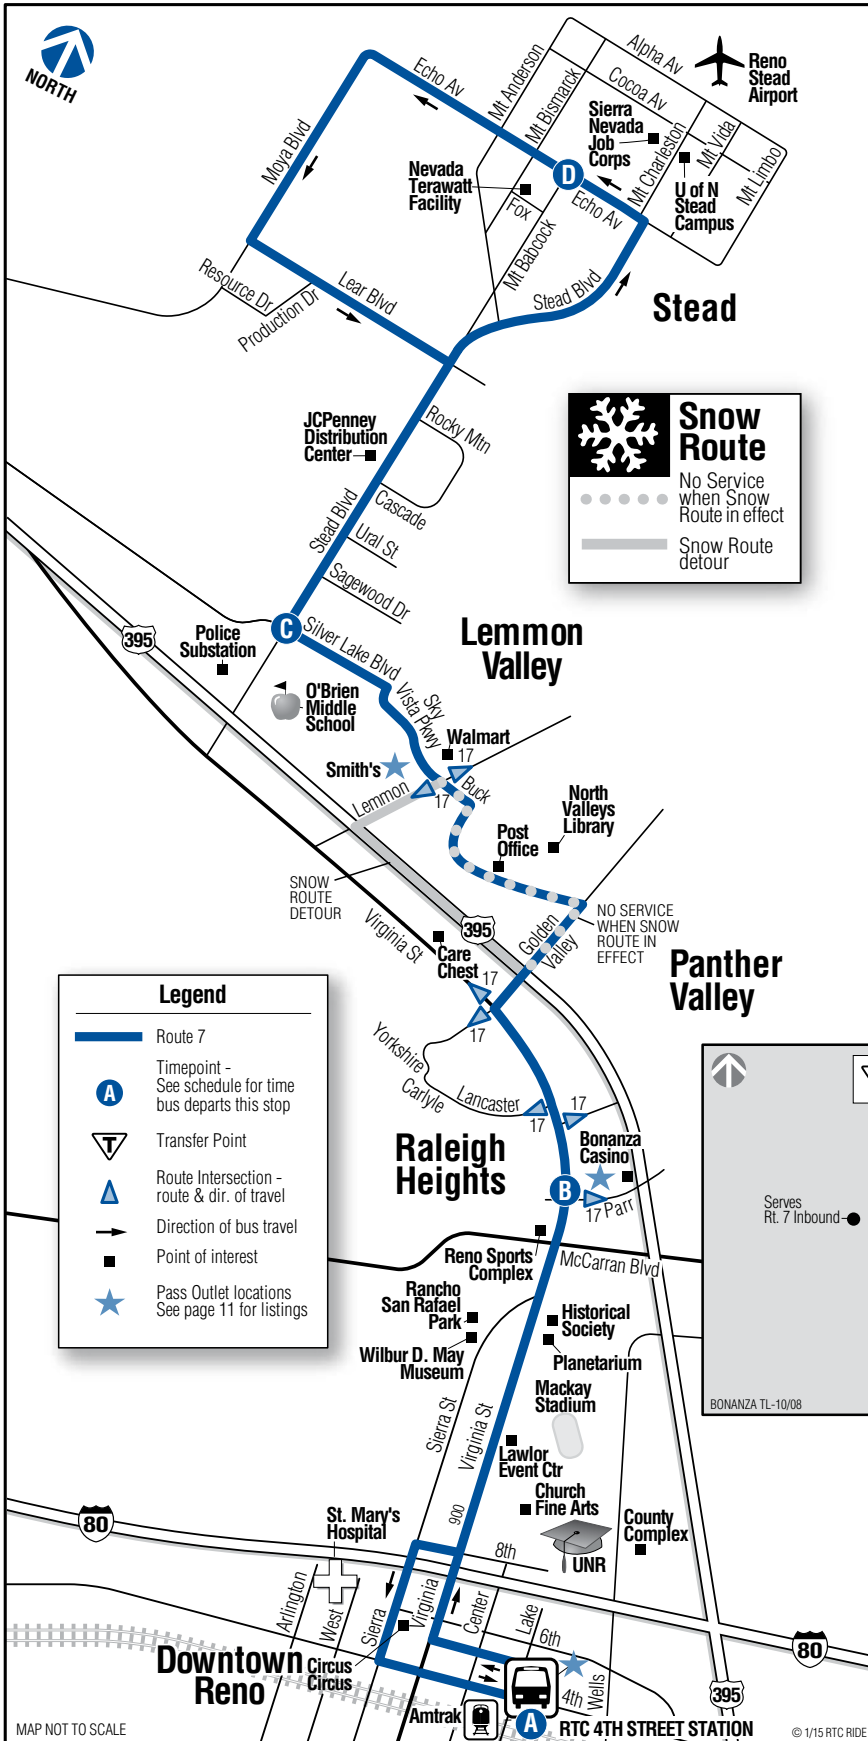 NORTH
Echo Av
Mt Anderson
Mt Bismarck
Alpha Av
Cocoa Av
Reno
Stead
Airport
Sierra
Nevada
Job
Corps
Mt Charleston
Mt Vida
Mt Limbo
Moya Blvd
Nevada
Terawatt
Facility
D
Echo Av
U of N
Stead
Campus
Fox
Mt Babcock
Resource Dr
Production Dr
Lear Blvd
Stead Blvd
Stead
JCPenney
Distribution
Center
Rocky Mtn
Cascade
Stead Blvd
Ural St
Sagewood Dr
Snow
Route
No Service
when Snow
Route in effect
Snow Route
detour
C
Silver Lake Blvd
395
Police
Substation
Lemmon
Valley
O'Brien
Middle
School
Sky
Vista Pkwy
Walmart
17
Smith's
Lemmon
17
Buck
North
Valleys
Library
Post
Office
SNOW
ROUTE
DETOUR
Virginia St
395
Golden
Valley
NO SERVICE
WHEN SNOW
ROUTE IN
EFFECT
Care
Chest
17
17
Panther
Valley
Legend
Route 7
A
Timepoint -
See schedule for time
bus departs this stop
T
Transfer Point
Route Intersection -
route & dir. of travel
Direction of bus travel
Point of interest
Pass Outlet locations
See page 11 for listings
Yorkshire
Carlyle
Lancaster
17
17
Raleigh
Heights
Bonanza
Casino
B
17
Parr
Serves
Rt. 7 Inbound
BONANZA TL-10/08
Reno Sports
Complex
McCarran Blvd
Rancho
San Rafael
Park
Historical
Society
Wilbur D. May
Museum
Planetarium
Mackay
Stadium
Sierra St
Virginia St
Lawlor
Event Ctr
900
Church
Fine Arts
County
Complex
80
St. Mary's
Hospital
UNR
8th
Arlington
West
Sierra
Virginia
Center
Lake
6th
Downtown
Reno
Circus
Circus
4th
Wells
80
395
Amtrak
A
RTC 4TH STREET STATION
MAP NOT TO SCALE
© 1/15 RTC RIDE